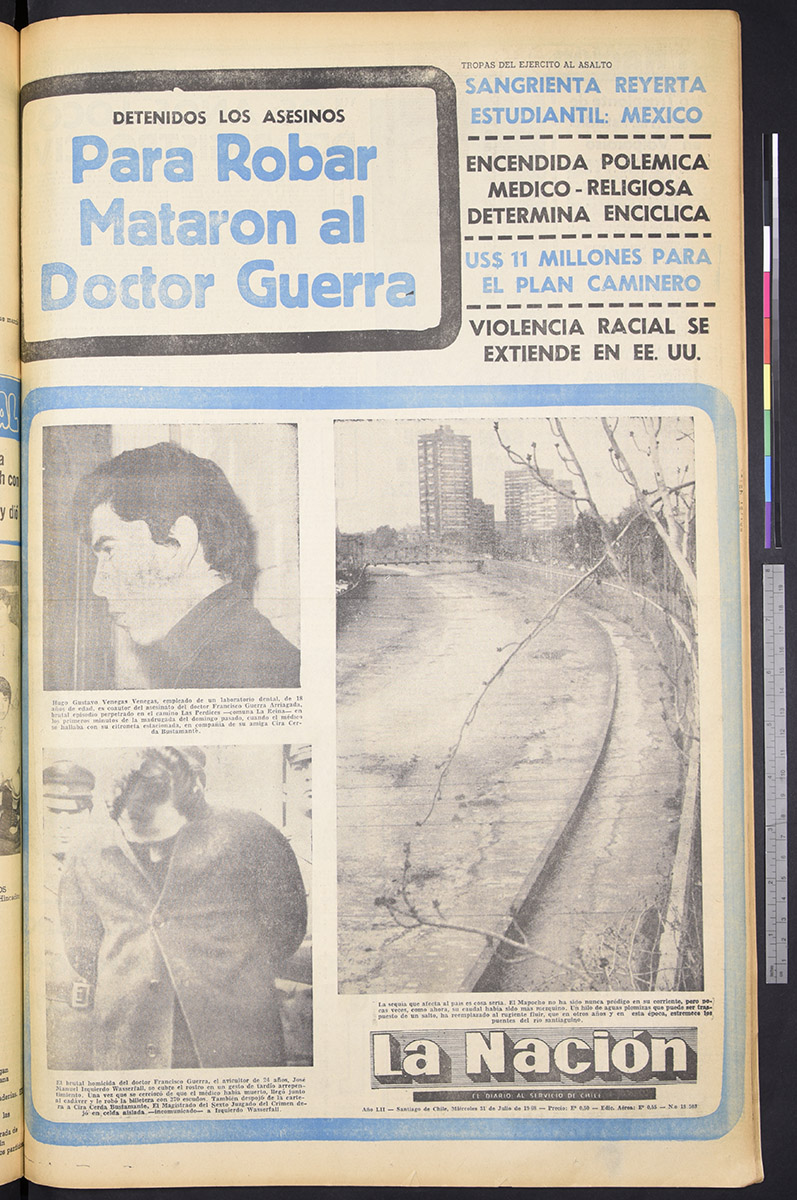 DETENIDOS LOS ASESINOS
Para Robar
Mataron al
Doctor Guerra
TROPAS DEL EJERCITO AL ASALTO
SANGRIENTA REYERTA
ESTUDIANTIL: MEXICO
ENCENDIDA POLEMICA
MEDICO - RELIGIOSA
DETERMINA ENCICLICA
US$ 11 MILLONES PARA
EL PLAN CAMINERO
VIOLENCIA RACIAL SE
EXTIENDE EN EE. UU.
Hugo Gustavo Venegas Venegas, empleado de un laboratorio dental, de 18
años de edad, es coautor del asesinato del doctor Francisco Guerra Arriagada,
brutal episodio perpetrado en el camino Las Perdices —comuna La Reina— en
los primeros minutos de la madrugada del domingo pasado, cuando el médico
se hallaba con su citroneta estacionada, en compañía de su amiga Cira Cer-
da Bustamante.
El brutal homicida del doctor Francisco Guerra, el avicultor de 24 años, José
Manuel Izquierdo Wasserfall, se cubre el rostro en un gesto de tardío arrepen-
timiento. Una vez que se cercioró de que el médico había muerto, llegó junto
al cadáver y le robó la billetera con 270 escudos. También despojó de la carte-
ra a Cira Cerda Bustamante. El Magistrado del Sexto Juzgado del Crimen de-
jó en celda aislada —incomunicado— a Izquierdo Wasserfall.
La sequía que afecta al país es cosa seria. El Mapocho no ha sido nunca pródigo en su corriente, pero po-
cas veces, como ahora, su caudal había sido más mezquino. Un hilo de aguas plomizas que puede ser tras-
puesto de un salto, ha reemplazado al rugiente fluir, que en otros años y en esta época, estremece los
puentes del río santiaguino.
La Nación
EL DIARIO AL SERVICIO DE CHILE
Año LII — Santiago de Chile, Miércoles 31 de Julio de 1968 — Precio: Eº 0,50 — Edic. Aérea: Eº 0,55 —
AL
a
h con
y dió